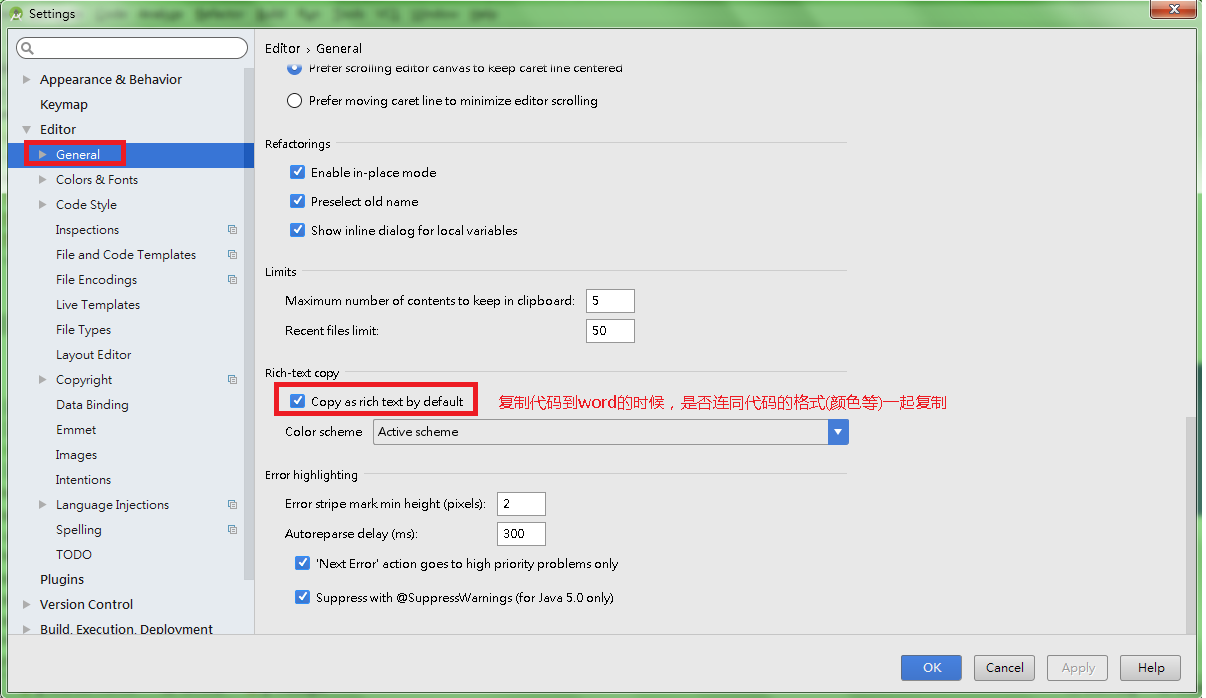 Settings
Editor › General
Appearance & Behavior
Keymap
Editor
General
Colors & Fonts
Code Style
Inspections
File and Code Templates
File Encodings
Live Templates
File Types
Layout Editor
Copyright
Data Binding
Emmet
Images
Intentions
Language Injections
Spelling
TODO
Plugins
Version Control
Build, Execution, Deployment
Prefer scrolling editor canvas to keep caret line centered
Prefer moving caret line to minimize editor scrolling
Refactorings
Enable in-place mode
Preselect old name
Show inline dialog for local variables
Limits
Maximum number of contents to keep in clipboard: 5
Recent files limit: 50
Rich-text copy
Copy as rich text by default 复制代码到word的时候，是否连同代码的格式(颜色等)一起复制
Color scheme Active scheme
Error highlighting
Error stripe mark min height (pixels): 2
Autoreparse delay (ms): 300
'Next Error' action goes to high priority problems only
Suppress with @SuppressWarnings (for Java 5.0 only)
OK Cancel Apply Help